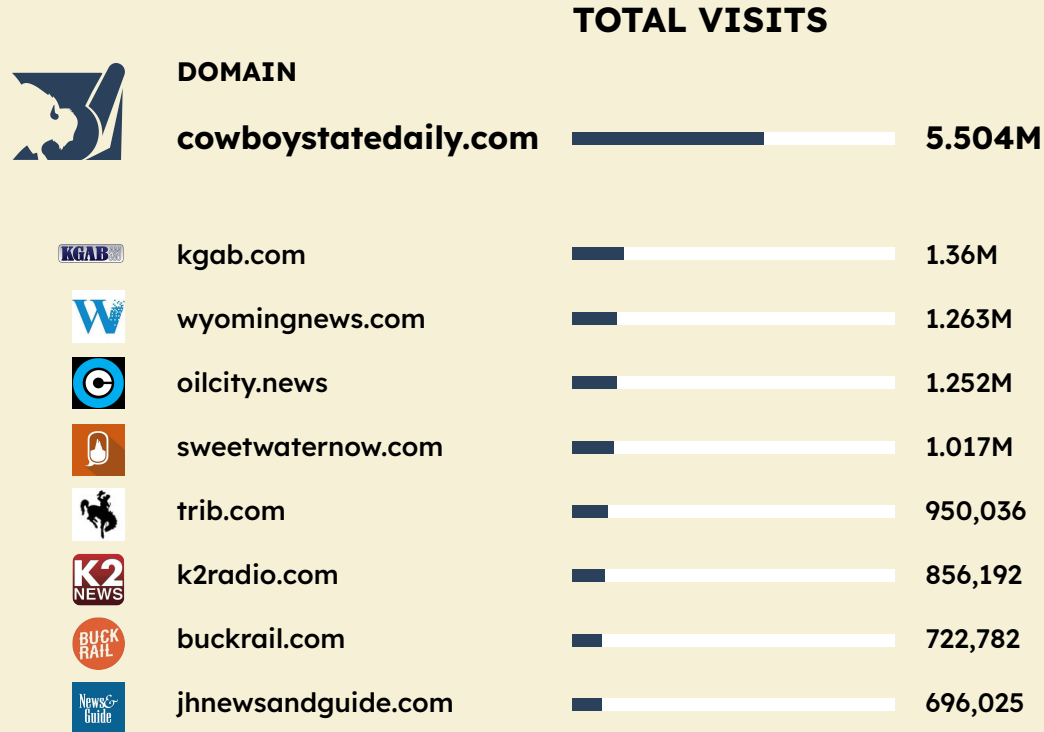 TOTAL VISITS
DOMAIN
cowboystatedaily.com 5.504M
KGAB kgab.com 1.36M
W wyomingnews.com 1.263M
C oilcity.news 1.252M
sweetwaternow.com 1.017M
trib.com 950,036
K2
NEWS k2radio.com 856,192
BUCK
RAIL buckrail.com 722,782
News&
Guide jhnewsandguide.com 696,025